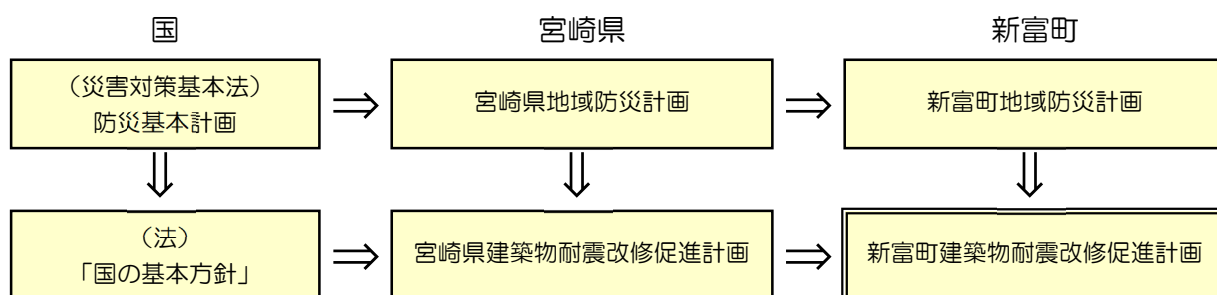 国
宮崎県
新富町
（災害対策基本法）
防災基本計画
宮崎県地域防災計画
新富町地域防災計画
（法）
「国の基本方針」
宮崎県建築物耐震改修促進計画
新富町建築物耐震改修促進計画